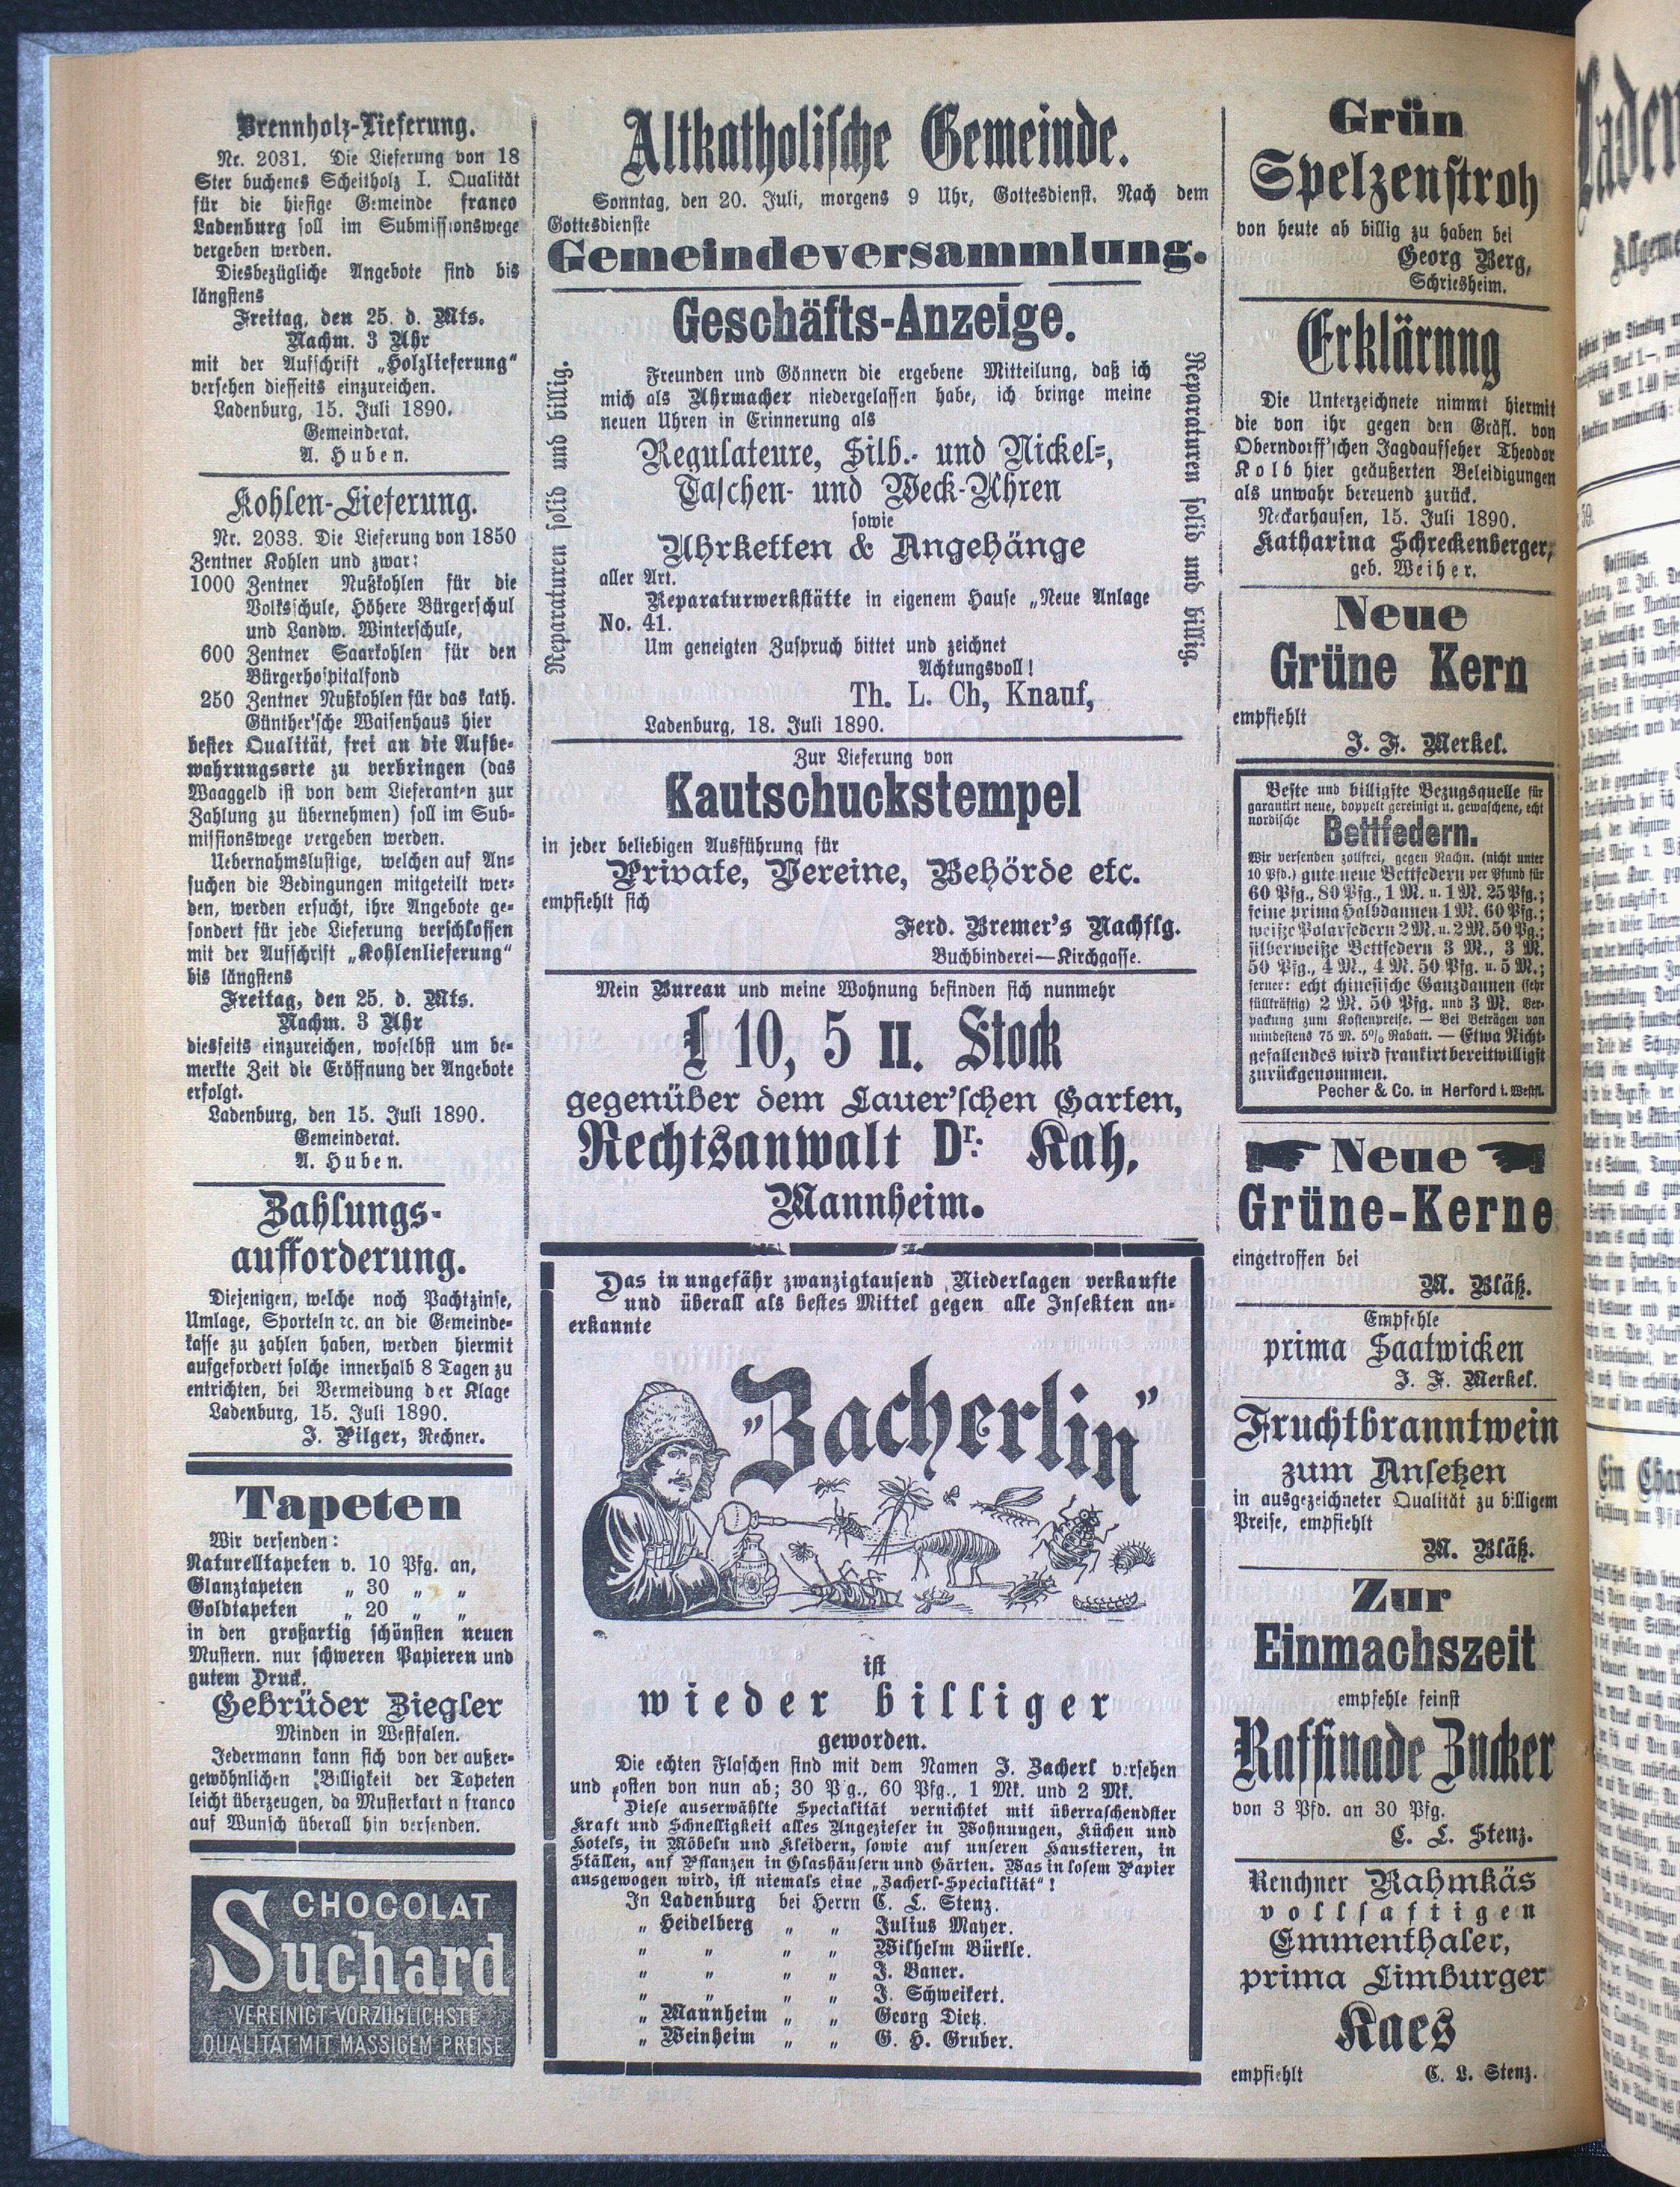 Brennholz-Lieferung.
Nr. 2031. Die Lieferung von 18
Ster buchenes Scheitholz I. Qualität
für die hiesige Gemeinde franco
Ladenburg soll im Submissionswege
vergeben werden.
Diesbezügliche Angebote sind bis
längstens
Freitag, den 25. d. Mts.
Nachm. 3 Uhr
mit der Aufschrift „Holzlieferung“
versehen diesseits einzureichen.
Ladenburg, 15. Juli 1890.
Gemeinderat.
A. Huben.
Kohlen-Lieferung.
Nr. 2033. Die Lieferung von 1850
Zentner Kohlen und zwar:
1000 Zentner Nußkohlen für die
Volksschule, Höhere Bürgerschul
und Landw. Winterschule,
600 Zentner Saarkohlen für den
Bürgerhospitalfond
250 Zentner Nußkohlen für das kath.
Günther'sche Waisenhaus hier
bester Qualität, frei an die Aufbe-
wahrungsorte zu verbringen (das
Waaggeld ist von dem Lieferanten zur
Zahlung zu übernehmen) soll im Sub-
missionswege vergeben werden.
Uebernahmslustige, welchen auf An-
suchen die Bedingungen mitgeteilt wer-
den, werden ersucht, ihre Angebote ge-
sondert für jede Lieferung verschlossen
mit der Aufschrift „Kohlenlieferung“
bis längstens
Freitag, den 25. d. Mts.
Nachm. 3 Uhr
diesseits einzureichen, woselbst um be-
merkte Zeit die Eröffnung der Angebote
erfolgt.
Ladenburg, den 15. Juli 1890.
Gemeinderat.
A. Huben.
Zahlungs-
aufforderung.
Diejenigen, welche noch Pachtzinse,
Umlage, Sporteln ꝛc. an die Gemeinde-
kasse zu zahlen haben, werden hiermit
aufgefordert solche innerhalb 8 Tagen zu
entrichten, bei Vermeidung der Klage
Ladenburg, 15. Juli 1890.
J. Pilger, Rechner.
Tapeten
Wir versenden:
Naturelltapeten v. 10 Pfg. an,
Glanztapeten „ 30 „ „
Goldtapeten „ 20 „ „
in den großartig schönsten neuen
Mustern. nur schweren Papieren und
gutem Druck.
Gebrüder Ziegler
Minden in Westfalen.
Jedermann kann sich von der außer-
gewöhnlichen Billigkeit der Tapeten
leicht überzeugen, da Musterkart n franco
auf Wunsch überall hin versenden.
CHOCOLAT
Suchard
VEREINIGT VORZÜGLICHSTE
QUALITÄT MIT MÄSSIGEM PREISE
Altkatholische Gemeinde.
Sonntag, den 20. Juli, morgens 9 Uhr, Gottesdienst. Nach dem
Gottesdienste
Gemeindeversammlung.
Geschäfts-Anzeige.
Reparaturen solid und billig.
Freunden und Gönnern die ergebene Mitteilung, daß ich
mich als Uhrmacher niedergelassen habe, ich bringe meine
neuen Uhren in Erinnerung als
Regulateure, Silb.- und Nickel-,
Taschen- und Weck-Uhren
sowie
Uhrketten & Angehänge
aller Art.
Reparaturwerkstätte in eigenem Hause „Neue Anlage
No. 41.
Um geneigten Zuspruch bittet und zeichnet
Achtungsvoll!
Th. L. Ch, Knauf,
Ladenburg, 18. Juli 1890.
Reparaturen solid und billig.
Zur Lieferung von
Kautschuckstempel
in jeder beliebigen Ausführung für
Private, Vereine, Behörde etc.
empfiehlt sich
Ferd. Bremer's Nachflg.
Buchbinderei—Kirchgasse.
Mein Bureau und meine Wohnung befinden sich nunmehr
I 10, 5 II. Stock
gegenüber dem Lauer'schen Garten,
Rechtsanwalt Dr. Kah,
Mannheim.
Das in ungefähr zwanzigtausend Niederlagen verkaufte
und überall als bestes Mittel gegen alle Insekten an-
erkannte
„Zacherlin“
ist
wieder billiger
geworden.
Die echten Flaschen sind mit dem Namen J. Zacherl v:rsehen
und kosten von nun ab; 30 P'g., 60 Pfg., 1 Mk. und 2 Mk.
Diese auserwählte Specialität vernichtet mit überraschendster
Kraft und Schnelligkeit alles Ungeziefer in Wohnungen, Küchen und
Hotels, in Möbeln und Kleidern, sowie auf unseren Haustieren, in
Ställen, auf Pflanzen in Glashäusern und Gärten. Was in losem Papier
ausgewogen wird, ist niemals eine „Zacherl-Specialität“!
In Ladenburg bei Herrn C. L. Stenz.
„ Heidelberg „ „ Julius Mayer.
„ „ „ „ Wilhelm Bürkle.
„ „ „ „ J. Baner.
„ „ „ „ J. Schweikert.
„ Mannheim „ „ Georg Dietz.
„ Weinheim „ „ G. H. Gruber.
Grün
Spelzenstroh
von heute ab billig zu haben bei
Georg Berg,
Schriesheim.
Erklärnng
Die Unterzeichnete nimmt hiermit
die von ihr gegen den Gräfl. von
Oberndorff'schen Jagdaufseher Theodor
Kolb hier geäußerten Beleidigungen
als unwahr bereuend zurück.
Neckarhausen, 15. Juli 1890.
Katharina Schreckenberger,
geb. Weiher.
Neue
Grüne Kern
empfiehlt
J. F. Merkel.
Beste und billigste Bezugsquelle für
garantirt neue, doppelt gereinigt u. gewaschene, echt
nordische
Bettfedern.
Wir versenden zollfrei, gegen Nachn. (nicht unter
10 Pfd.) gute neue Bettfedern per Pfund für
60 Pfg., 80 Pfg., 1 M. u. 1 M. 25 Pfg.;
feine prima Halbdaunen 1 M. 60 Pfg.;
weiße Polarfedern 2 M. u. 2 M. 50 Pg.;
silberweiße Bettfedern 3 M., 3 M.
50 Pfg., 4 M., 4 M. 50 Pfg. u. 5 M.;
ferner: echt chinesische Ganzdaunen (sehr
füllkräftig) 2 M. 50 Pfg. und 3 M. Ver-
packung zum Kostenpreise. — Bei Beträgen von
mindestens 75 M. 5% Rabatt. — Etwa Nicht-
gefallendes wird frankirt bereitwilligst
zurückgenommen.
Pecher & Co. in Herford i. Westfl.
Neue
Grüne-Kerne
eingetroffen bei
M. Bläß.
Empfehle
prima Saatwicken
J. F. Merkel.
Fruchtbranntwein
zum Ansetzen
in ausgezeichneter Qualität zu billigem
Preise, empfiehlt
M. Bläß.
Zur
Einmachszeit
empfehle feinst
Raffinade Zucker
von 3 Pfd. an 30 Pfg.
C. L. Stenz.
Renchner Rahmkäs
vollsaftigen
Emmenthaler,
prima Limburger
Kaes
empfiehlt C. L. Stenz.